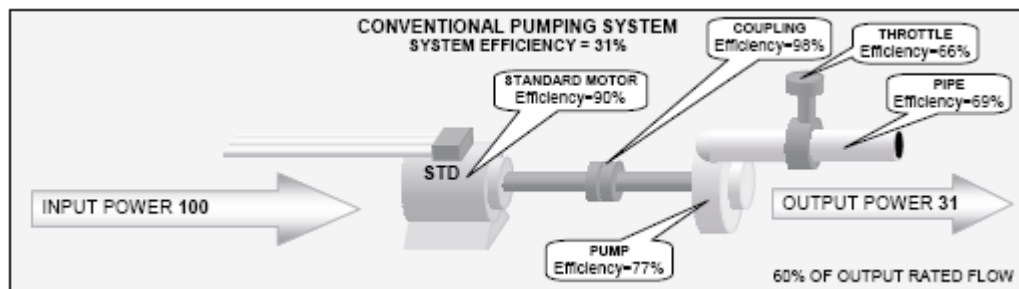 CONVENTIONAL PUMPING SYSTEM
SYSTEM EFFICIENCY = 31%
COUPLING
Efficiency=98%
THROTTLE
Efficiency=66%
STANDARD MOTOR
Efficiency=90%
PIPE
Efficiency=69%
STD
INPUT POWER 100
OUTPUT POWER 31
PUMP
Efficiency=77%
60% OF OUTPUT RATED FLOW